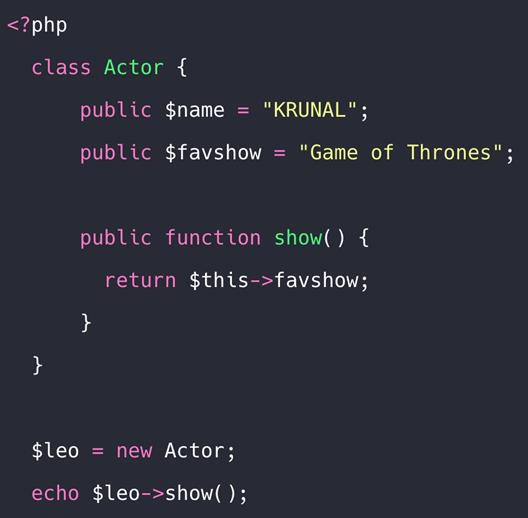 <?php
class Actor {
public $name = "KRUNAL";
public $favshow = "Game of Thrones";
public function show() {
return $this->favshow;
}
}
$leo = new Actor;
echo $leo->show();